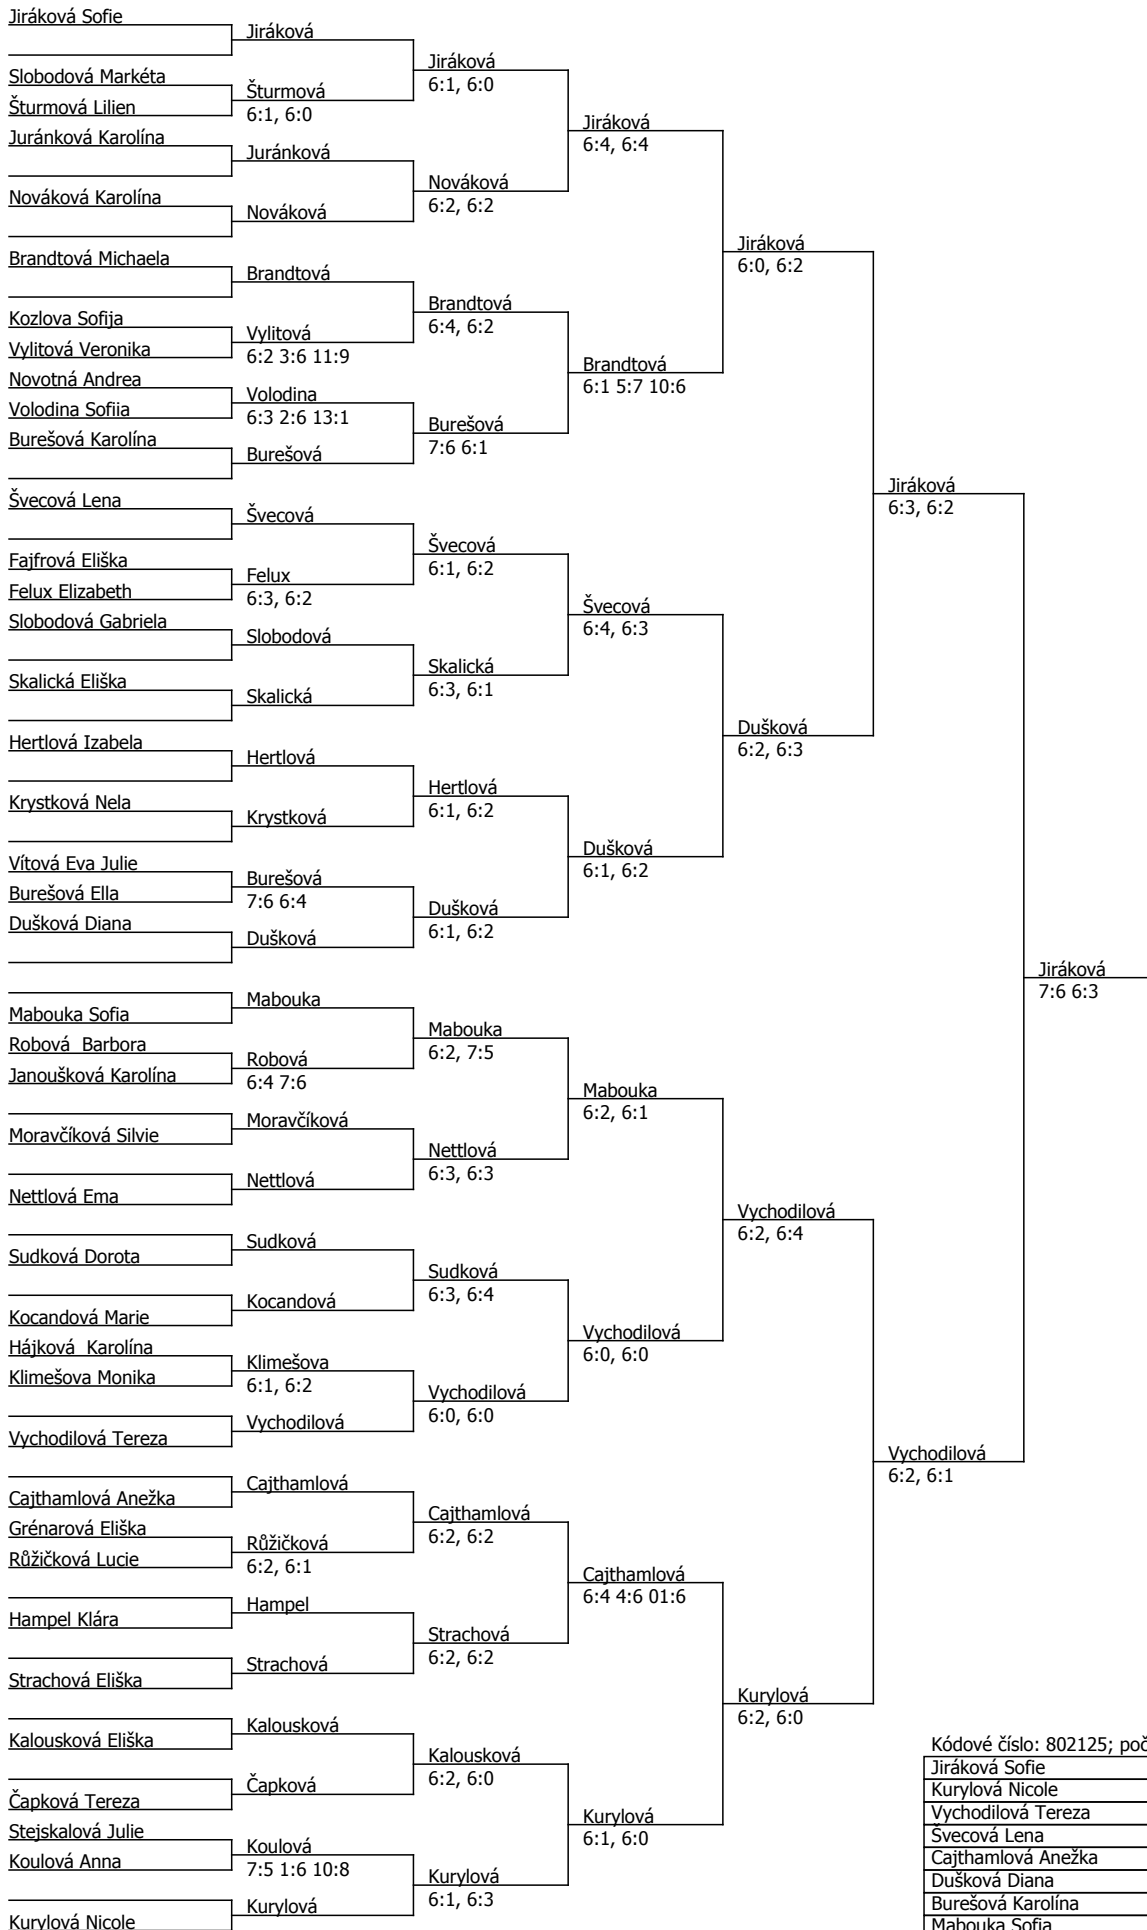 Jiráková Sofie
Slobodová Markéta
Šturmová Lilien
Juránková Karolína
Nováková Karolína
Brandtová Michaela
Kozlova Sofija
Vylitová Veronika
Novotná Andrea
Volodina Sofiia
Burešová Karolína
Švecová Lena
Fajfrová Eliška
Felux Elizabeth
Slobodová Gabriela
Skalická Eliška
Hertlová Izabela
Krystková Nela
Vítová Eva Julie
Burešová Ella
Dušková Diana
Mabouka Sofia
Robová  Barbora
Janoušková Karolína
Moravčíková Silvie
Nettlová Ema
Sudková Dorota
Kocandová Marie
Hájková  Karolína
Klimešova Monika
Vychodilová Tereza
Cajthamlová Anežka
Grénarová Eliška
Růžičková Lucie
Hampel Klára
Strachová Eliška
Kalousková Eliška
Čapková Tereza
Stejskalová Julie
Koulová Anna
Kurylová Nicole
Jiráková
Šturmová
6:1, 6:0
Juránková
Nováková
Brandtová
Vylitová
6:2 3:6 11:9
Volodina
6:3 2:6 13:1
Burešová
Švecová
Felux
6:3, 6:2
Slobodová
Skalická
Hertlová
Krystková
Burešová
7:6 6:4
Dušková
Mabouka
Robová
6:4 7:6
Moravčíková
Nettlová
Sudková
Kocandová
Klimešova
6:1, 6:2
Vychodilová
Cajthamlová
Růžičková
6:2, 6:1
Hampel
Strachová
Kalousková
Čapková
Koulová
7:5 1:6 10:8
Kurylová
Jiráková
6:1, 6:0
Nováková
6:2, 6:2
Brandtová
6:4, 6:2
Burešová
7:6 6:1
Švecová
6:1, 6:2
Skalická
6:3, 6:1
Hertlová
6:1, 6:2
Dušková
6:1, 6:2
Mabouka
6:2, 7:5
Nettlová
6:3, 6:3
Sudková
6:3, 6:4
Vychodilová
6:0, 6:0
Cajthamlová
6:2, 6:2
Strachová
6:2, 6:2
Kalousková
6:2, 6:0
Kurylová
6:1, 6:3
Jiráková
6:4, 6:4
Brandtová
6:1 5:7 10:6
Švecová
6:4, 6:3
Dušková
6:1, 6:2
Mabouka
6:2, 6:1
Vychodilová
6:0, 6:0
Cajthamlová
6:4 4:6 01:6
Kurylová
6:1, 6:0
Jiráková
6:0, 6:2
Dušková
6:2, 6:3
Vychodilová
6:2, 6:4
Kurylová
6:2, 6:0
Jiráková
6:3, 6:2
Vychodilová
6:2, 6:1
Jiráková
7:6 6:3
Kódové číslo: 802125; poč
Jiráková Sofie
Kurylová Nicole
Vychodilová Tereza
Švecová Lena
Cajthamlová Anežka
Dušková Diana
Burešová Karolína
Mabouka Sofia